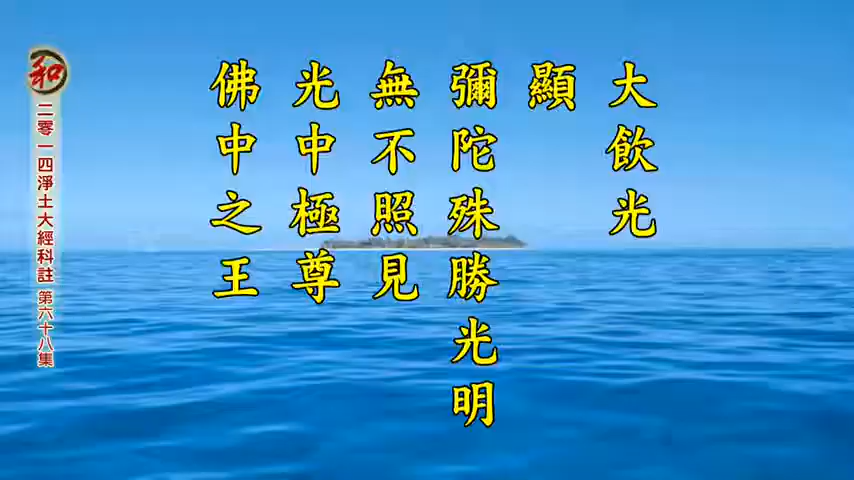 大飲光
顯
彌陀殊勝光明
無不照見
光中極尊
佛中之王
和
二零一四淨土大經科註 第六十八集